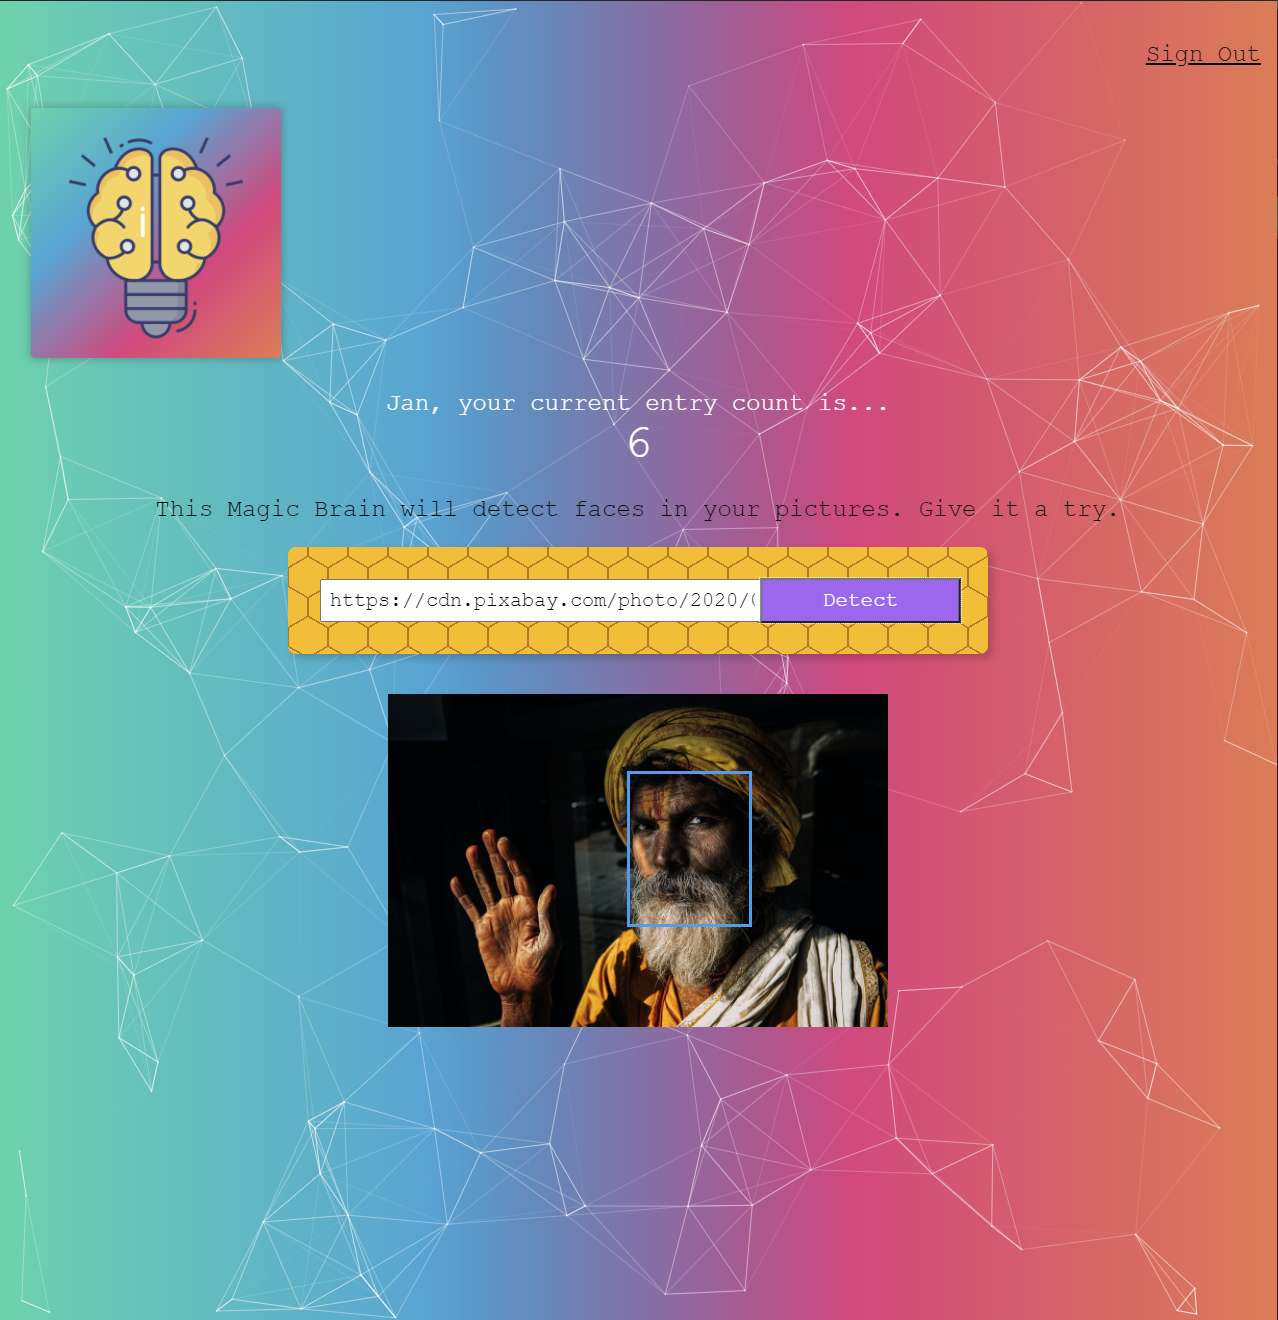 Sign Out
i
Jan, your current entry count is...
6
This Magic Brain will detect faces in your pictures. Give it a try.
https://cdn.pixabay.com/photo/2020/
Detect